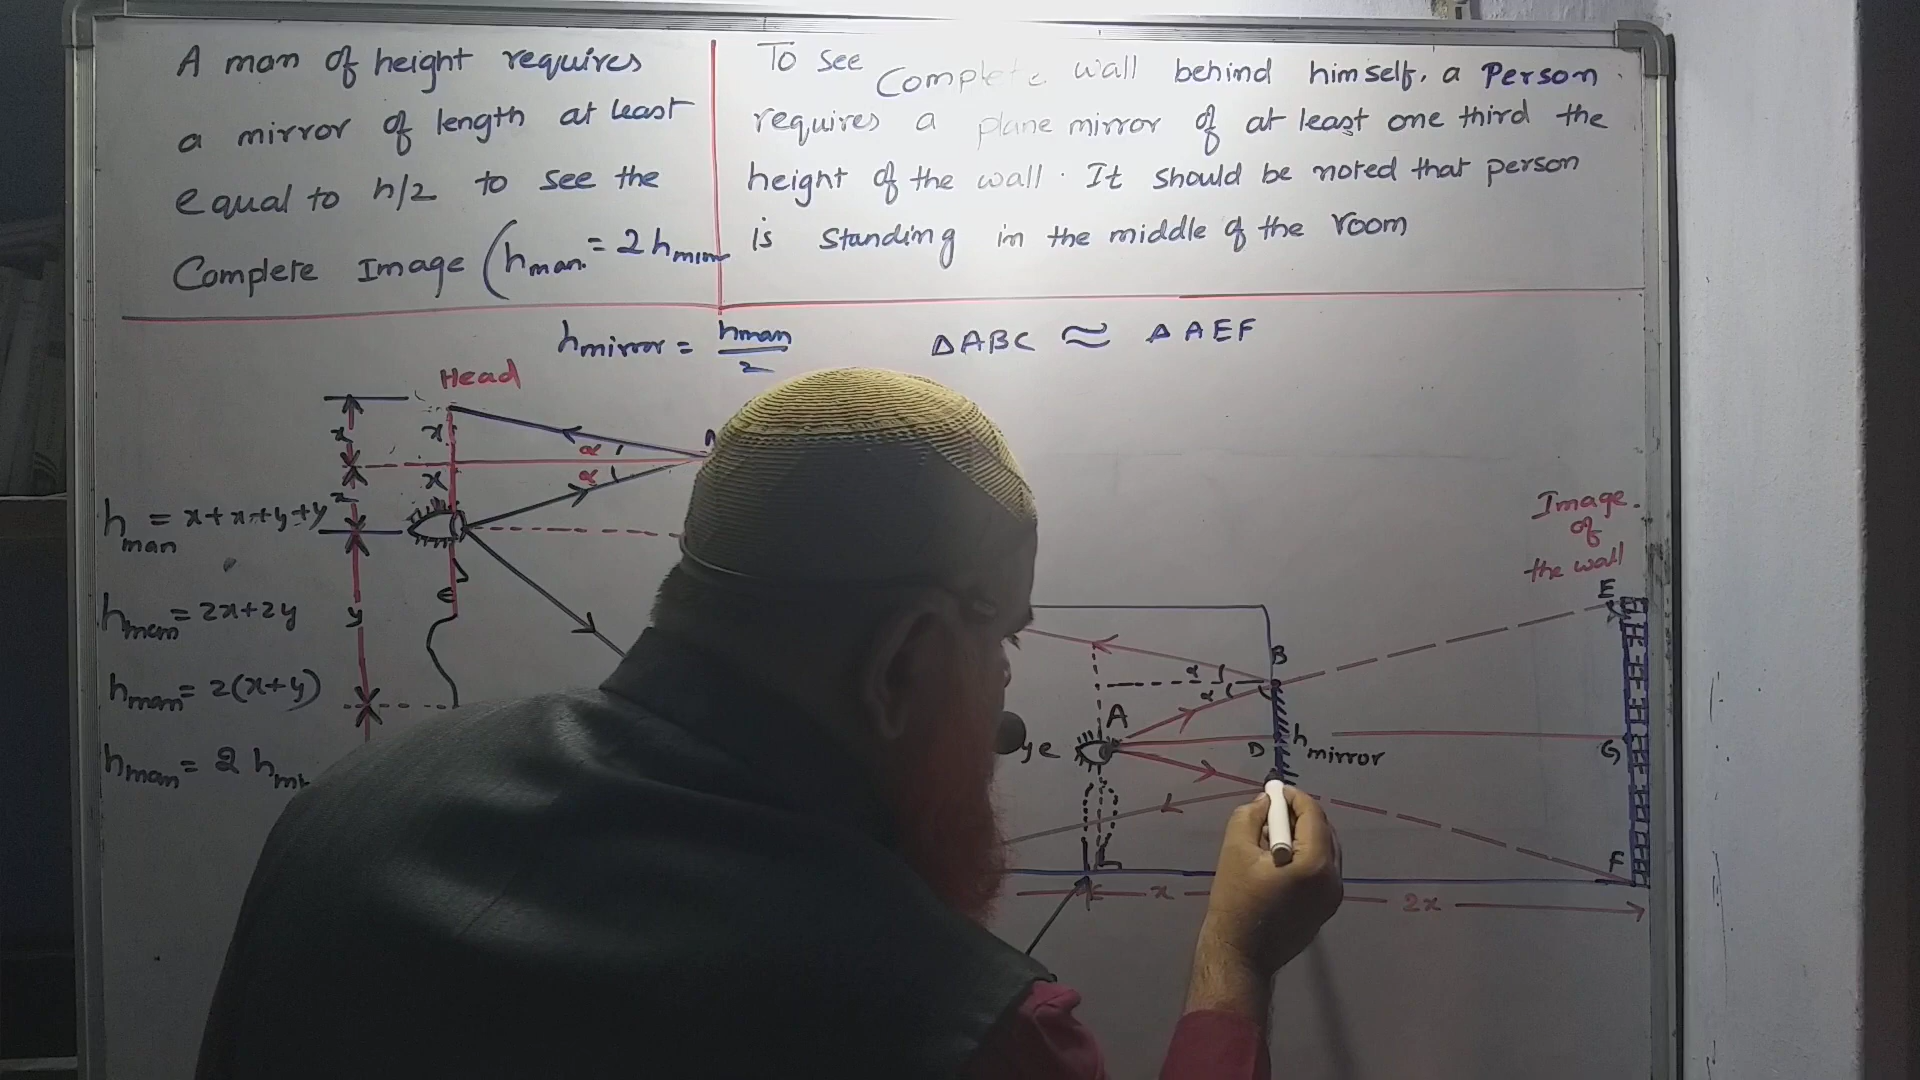 A man of height requires
a mirror of length at least
equal to h/2 to see the
Complete Image (hman. = 2hmirr
To see Complete wall behind himself, a Person
requires a plane mirror of at least one third the
height of the wall. It should be noted that person
is standing in the middle of the room
hmirror = hman/2
ΔABC ≈ ΔAEF
Head
x
x
α
x
α
x
hman = x+x+y+y
hman = 2x+2y
y
hman = 2(x+y)
hman = 2 hmi
Image
of
the wall
E
B
α
α
A
ye
D
hmirror
G
F
x
2x